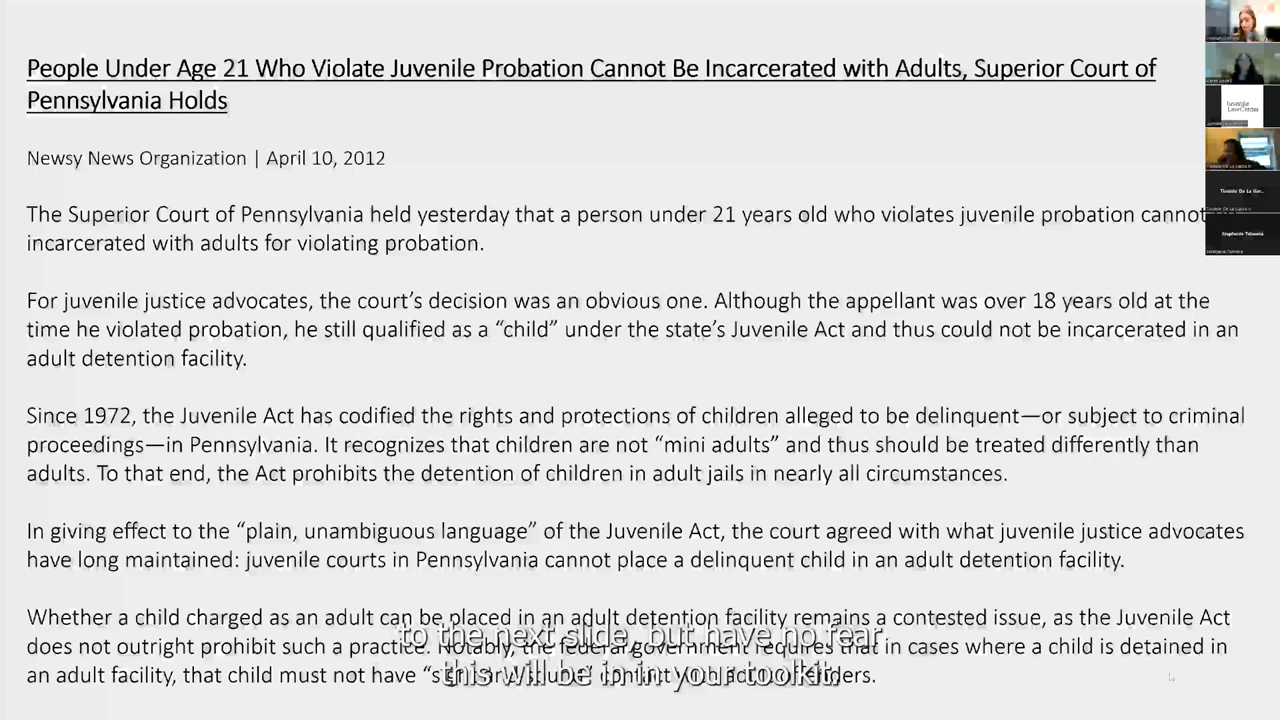 People Under Age 21 Who Violate Juvenile Probation Cannot Be Incarcerated with Adults, Superior Court of
Pennsylvania Holds
Newsy News Organization | April 10, 2012
The Superior Court of Pennsylvania held yesterday that a person under 21 years old who violates juvenile probation cannot
incarcerated with adults for violating probation.
For juvenile justice advocates, the court’s decision was an obvious one. Although the appellant was over 18 years old at the
time he violated probation, he still qualified as a “child” under the state’s Juvenile Act and thus could not be incarcerated in an
adult detention facility.
Since 1972, the Juvenile Act has codified the rights and protections of children alleged to be delinquent—or subject to criminal
proceedings—in Pennsylvania. It recognizes that children are not “mini adults” and thus should be treated differently than
adults. To that end, the Act prohibits the detention of children in adult jails in nearly all circumstances.
In giving effect to the “plain, unambiguous language” of the Juvenile Act, the court agreed with what juvenile justice advocates
have long maintained: juvenile courts in Pennsylvania cannot place a delinquent child in an adult detention facility.
Whether a child charged as an adult can be placed in an adult detention facility remains a contested issue, as the Juvenile Act
does not outright prohibit such a practice. Notably, the federal government requires that in cases where a child is detained in
an adult facility, that child must not have
to the next slide, but have no fear
this will be in in your toolkit.
Juvenile
Law Center
Stephanie Talavera